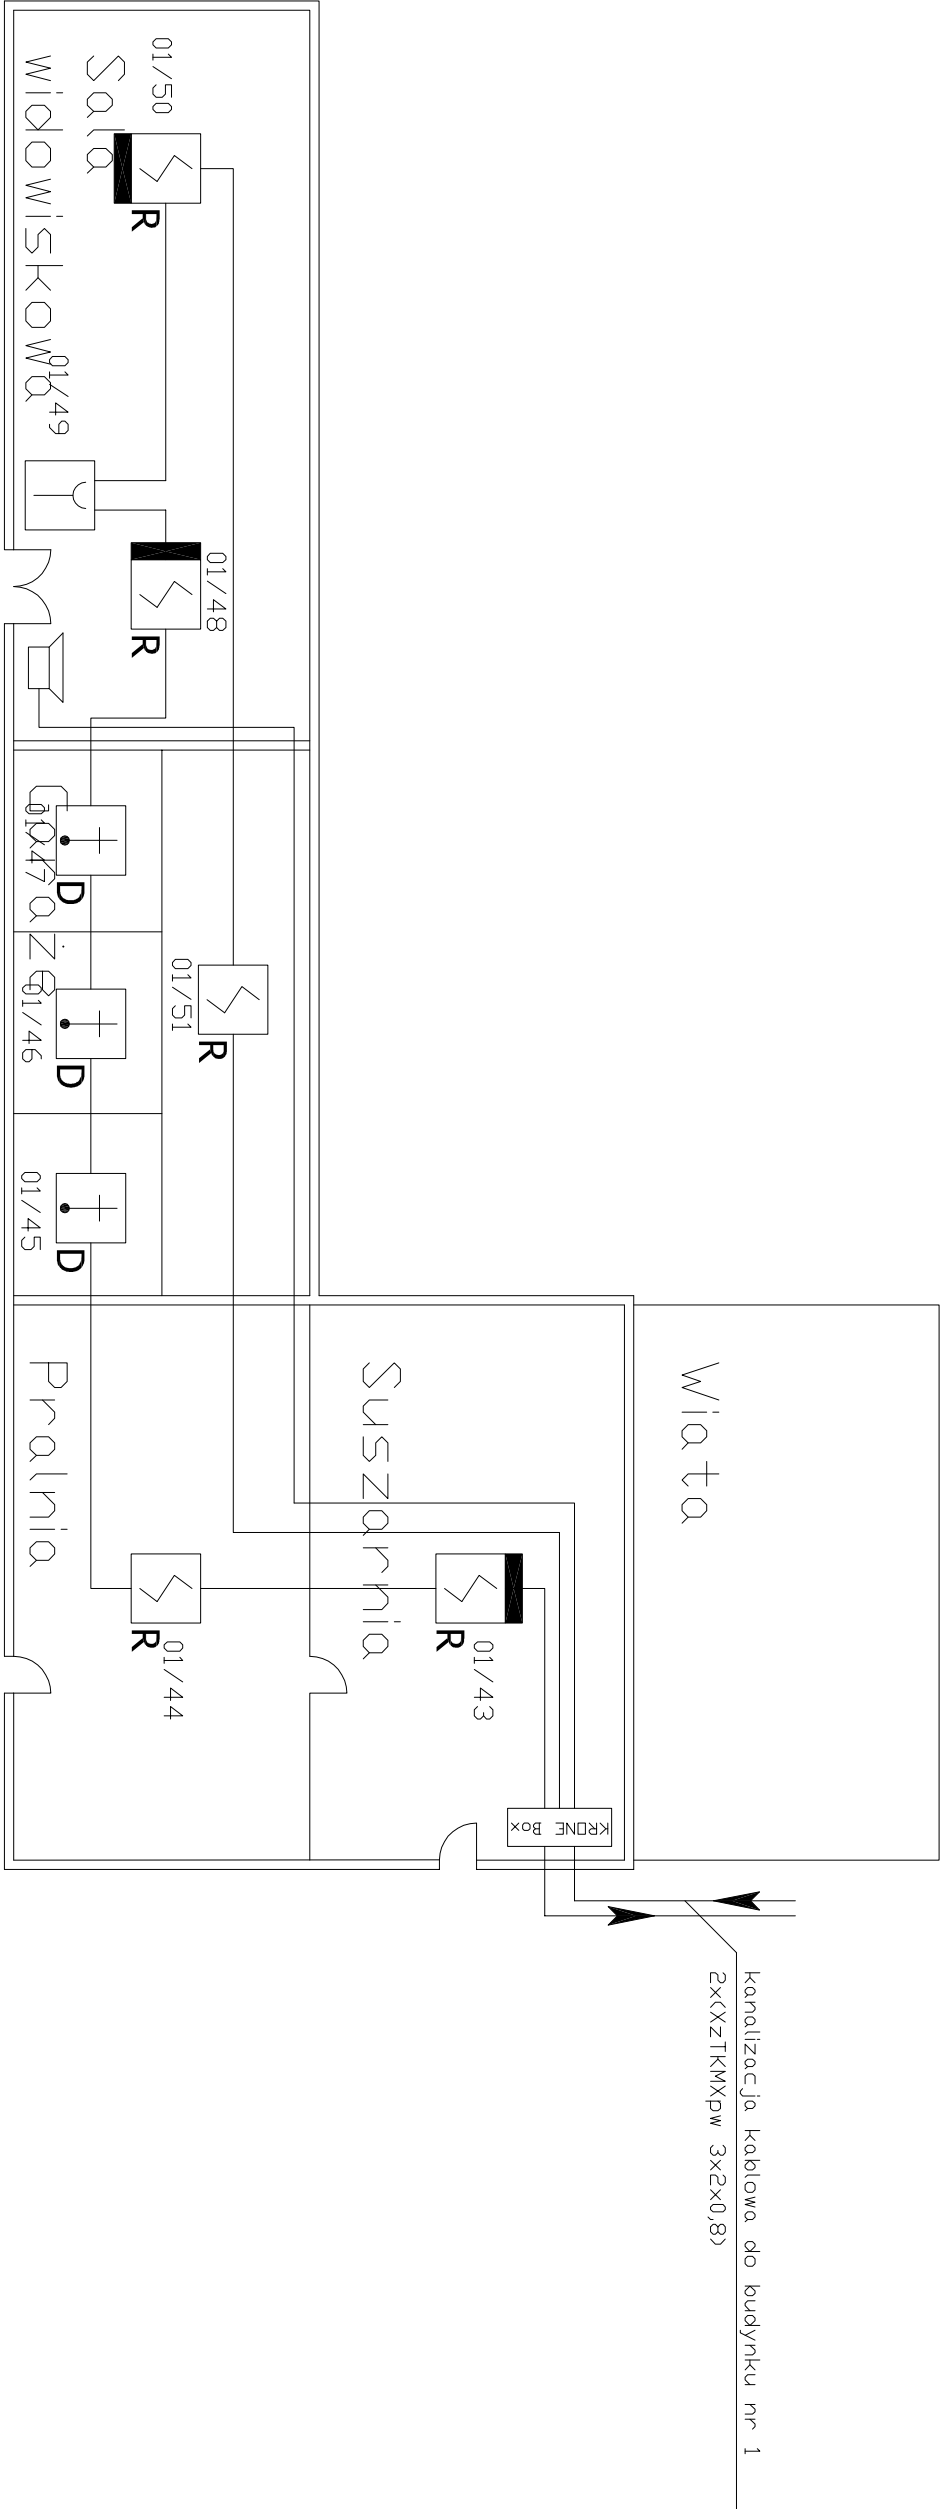 01/50
Sala
Widowiskowa
01/49
R
01/48
R
Garaże
01/47
D
01/46
D
01/51
R
01/45
D
Pralnia
Suszarnia
Wiata
R
01/44
R
01/43
KRONE Box
kanalizacja kablowa do budynku nr 1
2x(XzTKMXpw 3x2x0,8)